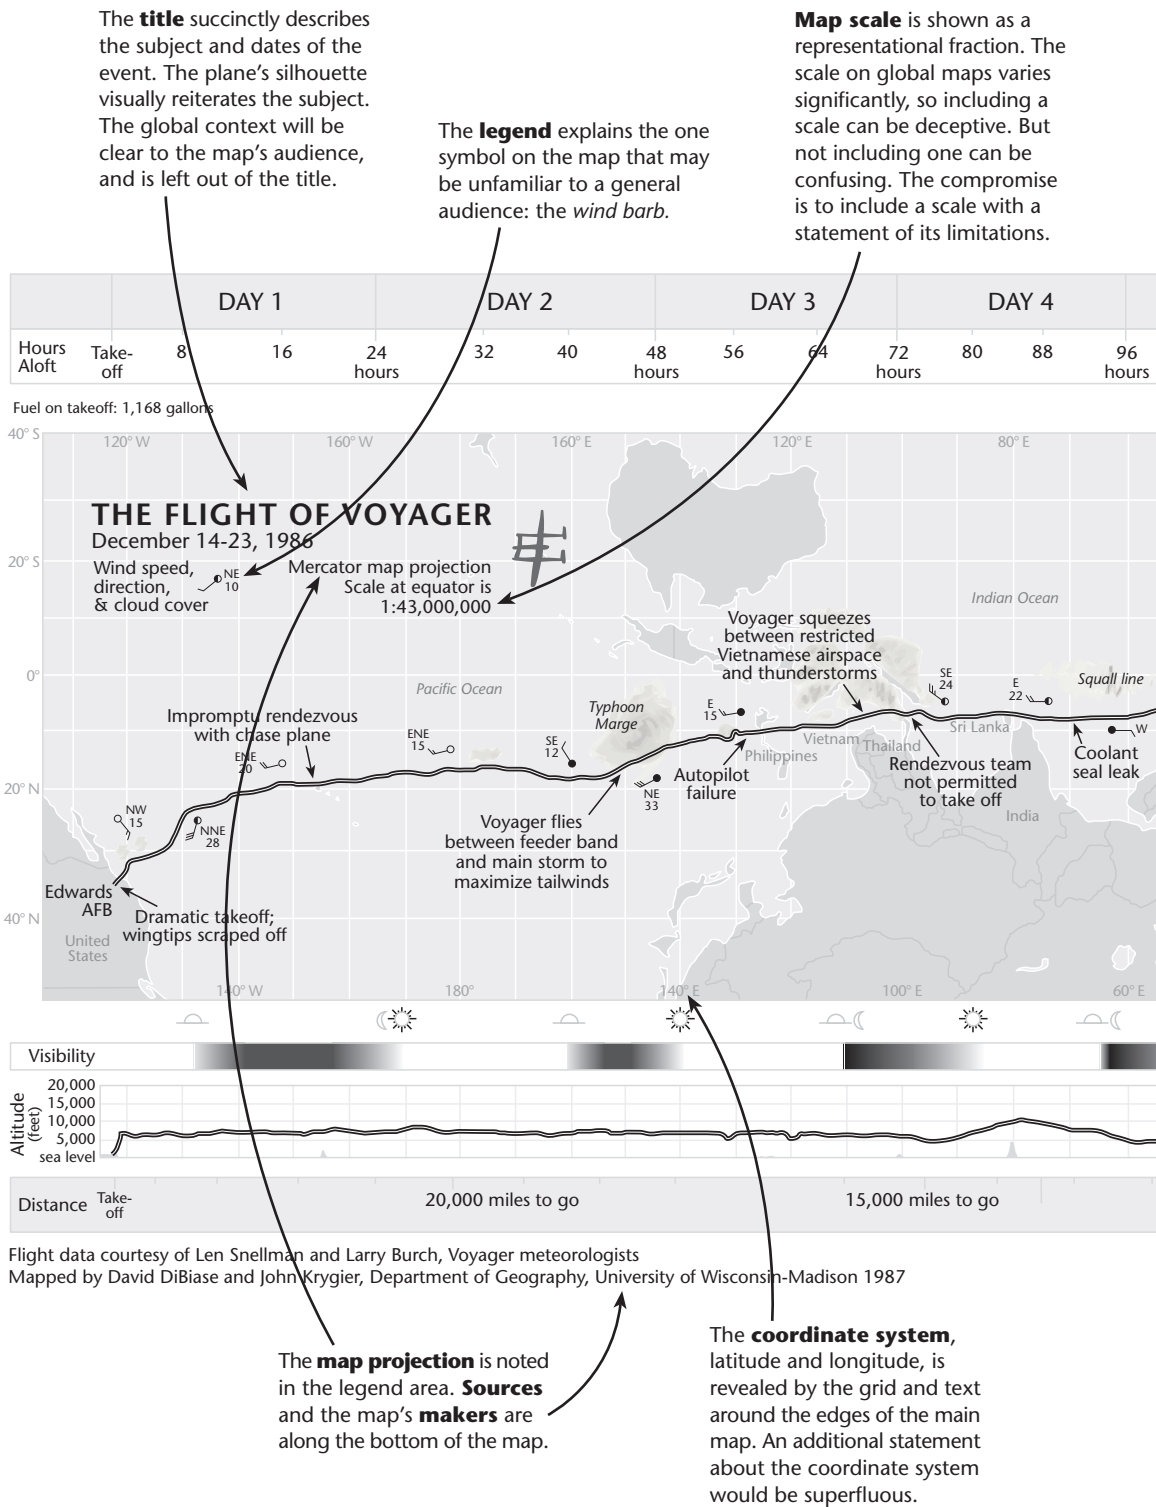 The title succinctly describes
the subject and dates of the
event. The plane's silhouette
visually reiterates the subject.
The global context will be
clear to the map's audience,
and is left out of the title.
The legend explains the one
symbol on the map that may
be unfamiliar to a general
audience: the wind barb.
Map scale is shown as a
representational fraction. The
scale on global maps varies
significantly, so including a
scale can be deceptive. But
not including one can be
confusing. The compromise
is to include a scale with a
statement of its limitations.
DAY 1 DAY 2 DAY 3 DAY 4
Hours
Aloft
Take-
off
8 16 24 32 40 48 56 64 72 80 88 96
hours hours hours hours
Fuel on takeoff: 1,168 gallons
40° S
120° W 160° W 160° E 120° E 80° E
THE FLIGHT OF VOYAGER
December 14-23, 1986
20° S
Wind speed,
direction,
& cloud cover
NE
10
Mercator map projection
Scale at equator is
1:43,000,000
Indian Ocean
Voyager squeezes
between restricted
Vietnamese airspace
and thunderstorms
0°
Pacific Ocean
Typhoon
Marge
SE
24
E
22
Squall line
E
15
Impromptu rendezvous
with chase plane
ENE
20
ENE
15
SE
12
Vietnam
Thailand
Sri Lanka
W
Philippines
Autopilot
failure
Rendezvous team
not permitted
to take off
Coolant
seal leak
20° N
NE
33
NW
15
NNE
28
India
Voyager flies
between feeder band
and main storm to
maximize tailwinds
Edwards
AFB
Dramatic takeoff;
wingtips scraped off
40° N
United
States
140° W 180° 140° E 100° E 60° E
Visibility
Altitude
(feet)
20,000
15,000
10,000
5,000
sea level
Distance
Take-
off
20,000 miles to go 15,000 miles to go
Flight data courtesy of Len Snellman and Larry Burch, Voyager meteorologists
Mapped by David DiBiase and John Krygier, Department of Geography, University of Wisconsin-Madison 1987
The map projection is noted
in the legend area. Sources
and the map's makers are
along the bottom of the map.
The coordinate system,
latitude and longitude, is
revealed by the grid and text
around the edges of the main
map. An additional statement
about the coordinate system
would be superfluous.